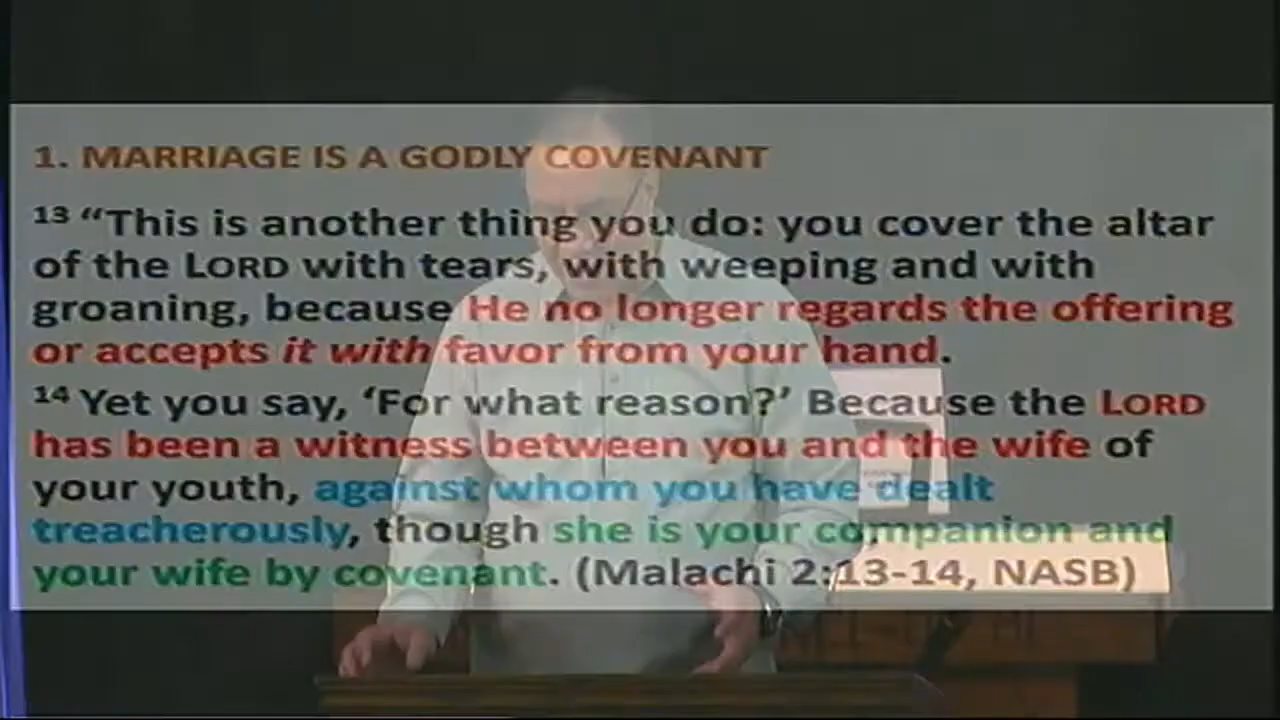 1. MARRIAGE IS A GODLY COVENANT
13 “This is another thing you do: you cover the altar
of the LORD with tears, with weeping and with
groaning, because He no longer regards the offering
or accepts it with favor from your hand.
14 Yet you say, ‘For what reason?’ Because the LORD
has been a witness between you and the wife of
your youth, against whom you have dealt
treacherously, though she is your companion and
your wife by covenant. (Malachi 2:13-14, NASB)